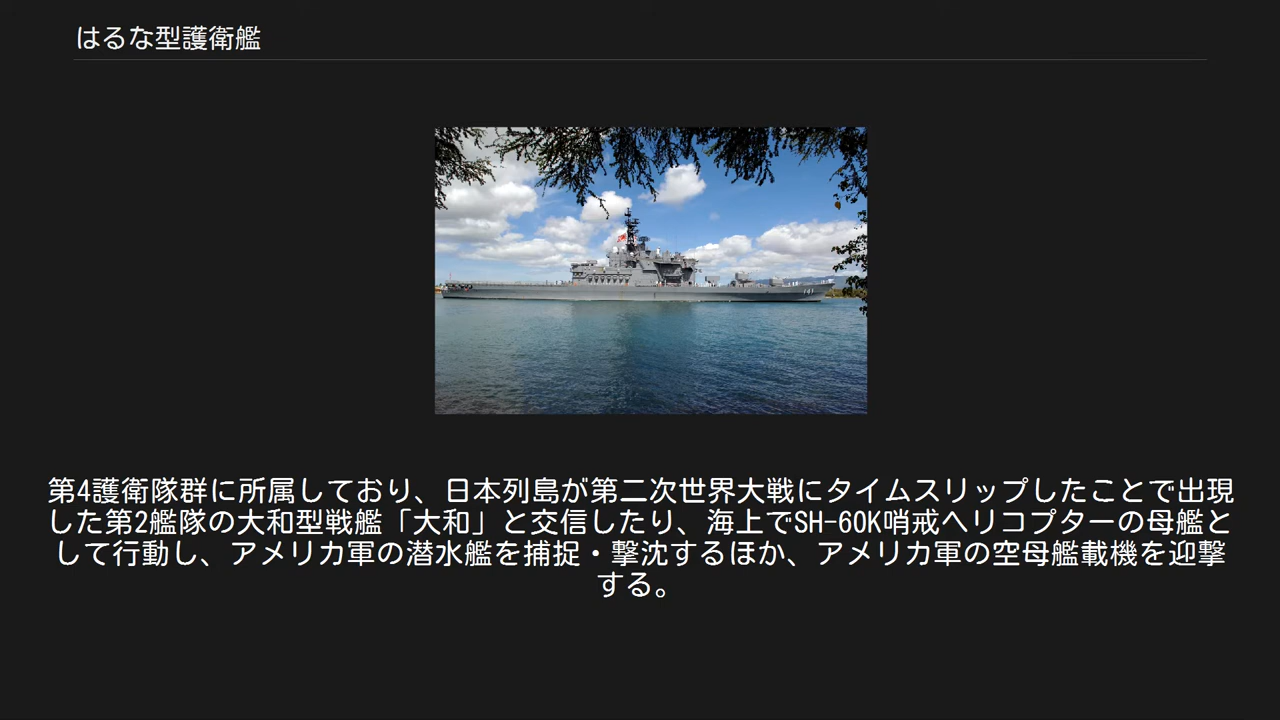 はるな型護衛艦
141
第4護衛隊群に所属しており、日本列島が第二次世界大戦にタイムスリップしたことで出現
した第2艦隊の大和型戦艦「大和」と交信したり、海上でSH-60K哨戒ヘリコプターの母艦と
して行動し、アメリカ軍の潜水艦を捕捉・撃沈するほか、アメリカ軍の空母艦載機を迎撃
する。